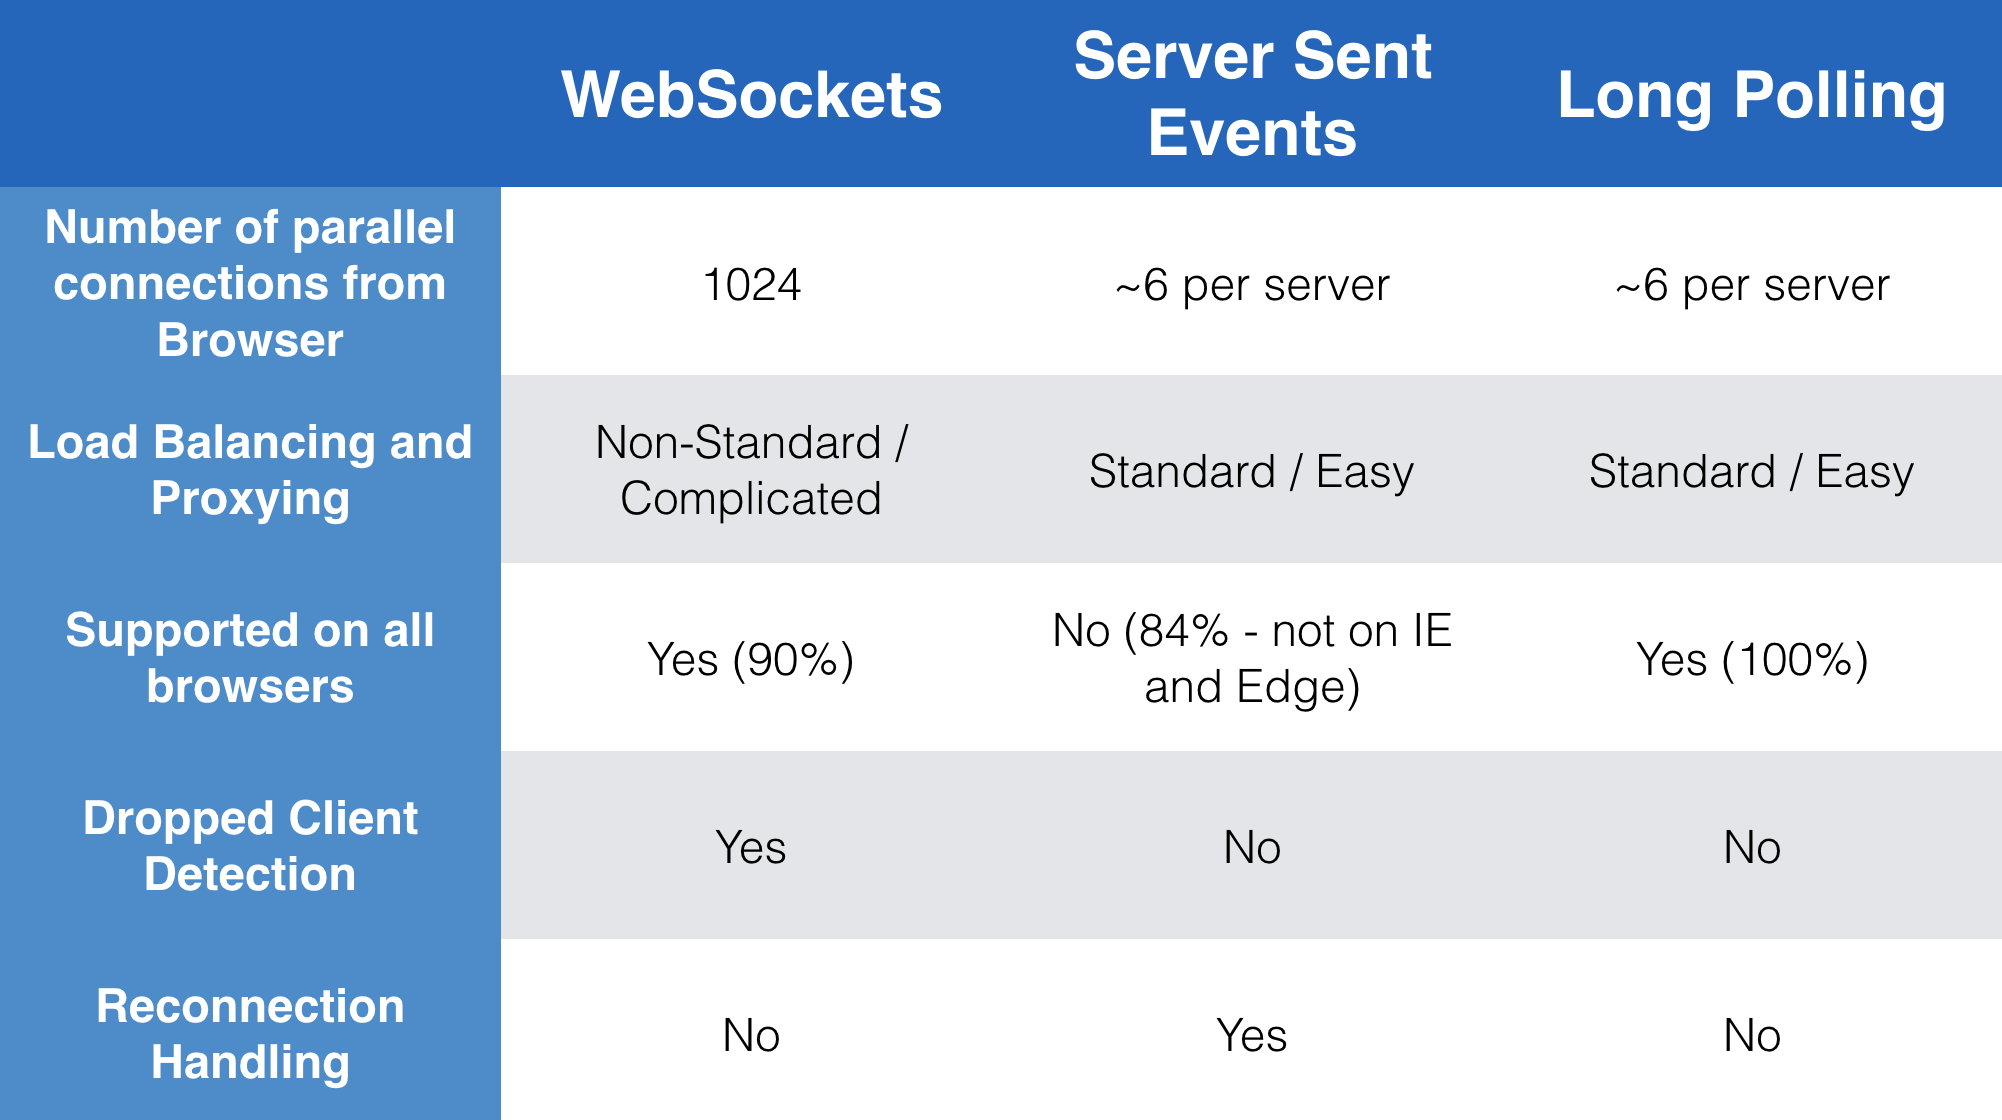 WebSockets
Server Sent
Events
Long Polling
Number of parallel
connections from
Browser
1024
~6 per server
~6 per server
Load Balancing and
Proxying
Non-Standard /
Complicated
Standard / Easy
Standard / Easy
Supported on all
browsers
Yes (90%)
No (84% - not on IE
and Edge)
Yes (100%)
Dropped Client
Detection
Yes
No
No
Reconnection
Handling
No
Yes
No